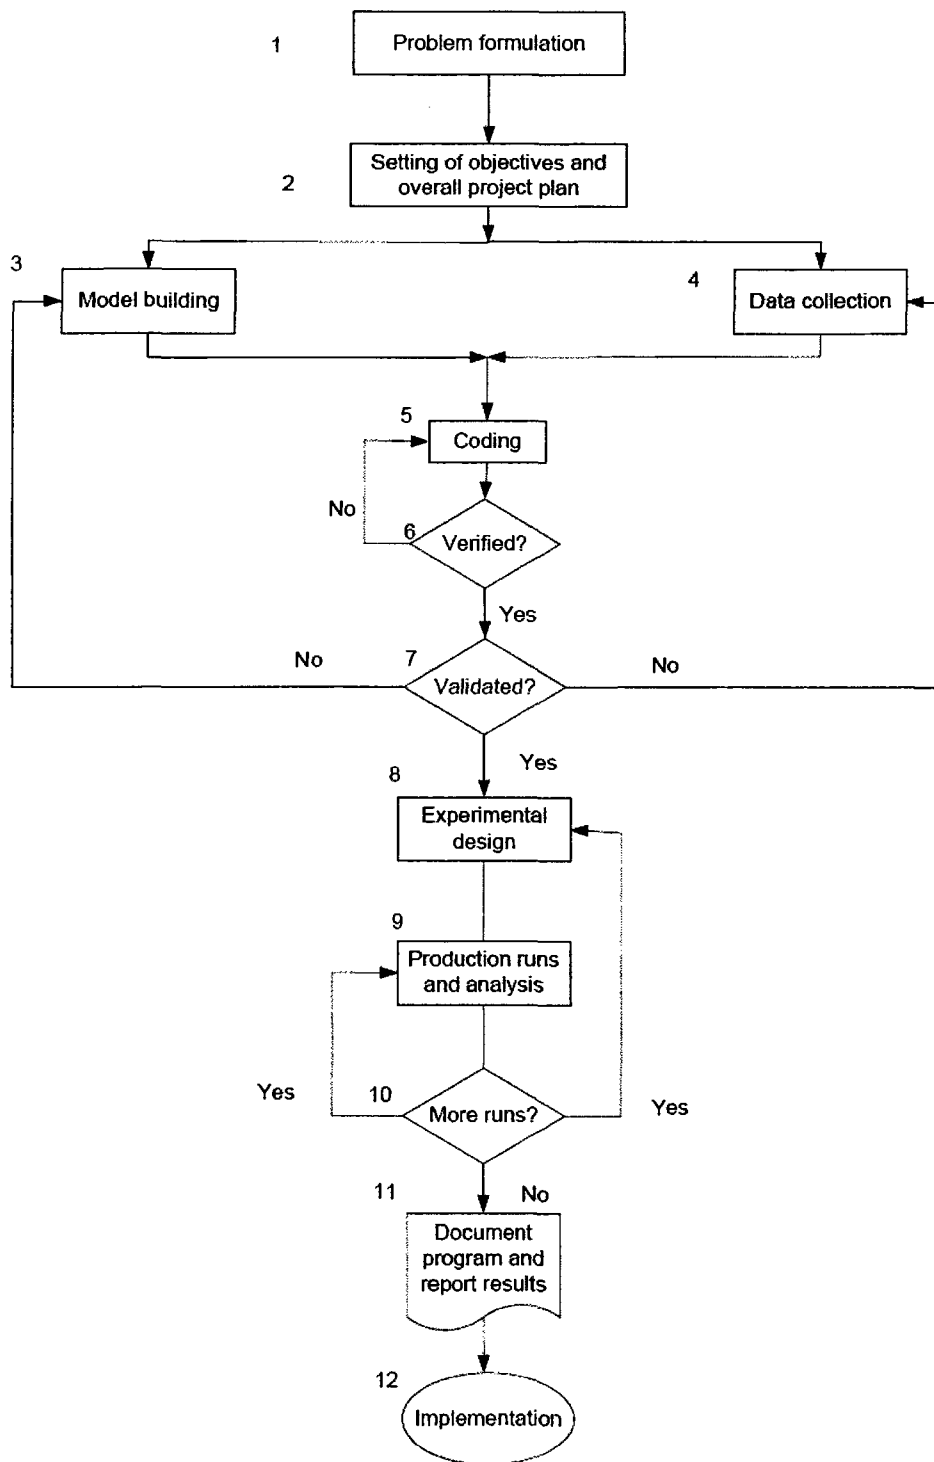 1
Problem formulation
2
Setting of objectives and
overall project plan
3
Model building
4
Data collection
5
Coding
No
6
Verified?
Yes
No
7
Validated?
No
Yes
8
Experimental
design
9
Production runs
and analysis
Yes
10
More runs?
Yes
11
No
Document
program and
report results
12
Implementation